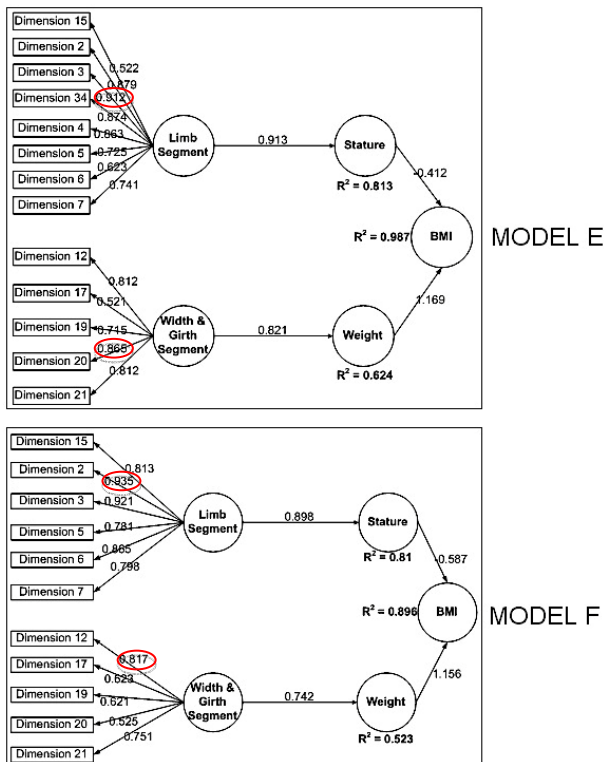 Dimension 15
Dimension 2
Dimension 3
Dimension 34
Dimension 4
Dimension 5
Dimension 6
Dimension 7
0.522
0.879
0.912
0.874
0.863
0.725
0.623
0.741
Limb
Segment
0.913
Stature
R² = 0.813
-0.412
R² = 0.987
BMI
MODEL E
Dimension 12
Dimension 17
Dimension 19
Dimension 20
Dimension 21
0.812
0.521
0.715
0.865
0.812
Width &
Girth
Segment
0.821
Weight
R² = 0.624
1.169
Dimension 15
Dimension 2
Dimension 3
Dimension 5
Dimension 6
Dimension 7
0.813
0.935
0.921
0.781
0.865
0.798
Limb
Segment
0.898
Stature
R² = 0.81
-0.587
R² = 0.896
BMI
MODEL F
Dimension 12
Dimension 17
Dimension 19
Dimension 20
Dimension 21
0.817
0.623
0.621
0.525
0.751
Width &
Girth
Segment
0.742
Weight
R² = 0.523
1.156